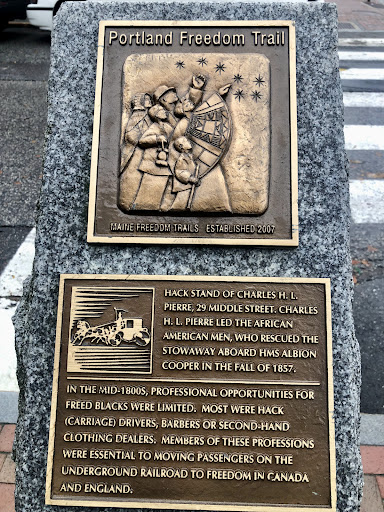 Portland Freedom Trail
MAINE FREEDOM TRAILS ESTABLISHED 2007
HACK STAND OF CHARLES H. L.
PIERRE, 29 MIDDLE STREET. CHARLES
H. L. PIERRE LED THE AFRICAN
AMERICAN MEN, WHO RESCUED THE
STOWAWAY ABOARD HMS ALBION
COOPER IN THE FALL OF 1857.
IN THE MID-1800S, PROFESSIONAL OPPORTUNITIES FOR
FREED BLACKS WERE LIMITED. MOST WERE HACK
(CARRIAGE) DRIVERS, BARBERS OR SECOND-HAND
CLOTHING DEALERS. MEMBERS OF THESE PROFESSIONS
WERE ESSENTIAL TO MOVING PASSENGERS ON THE
UNDERGROUND RAILROAD TO FREEDOM IN CANADA
AND ENGLAND.